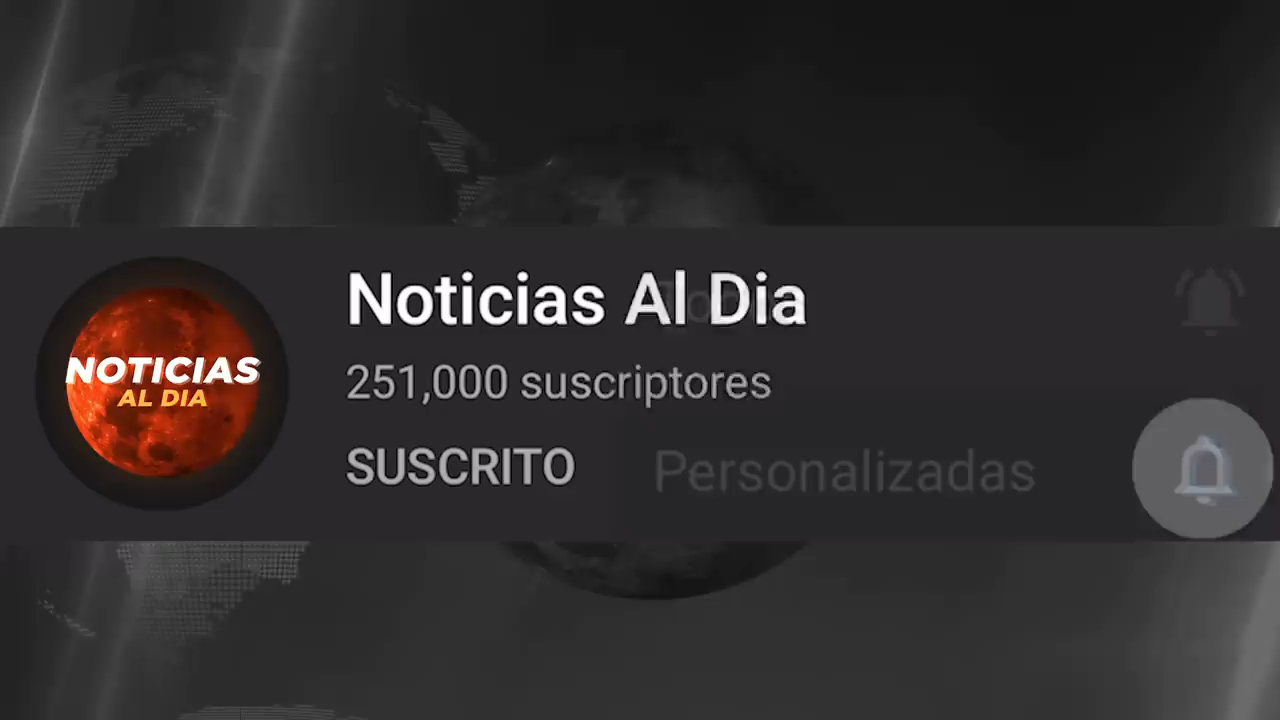 Noticias Al Dia
251,000 suscriptores
SUSCRITO
Personalizadas
NOTICIAS
AL DIA